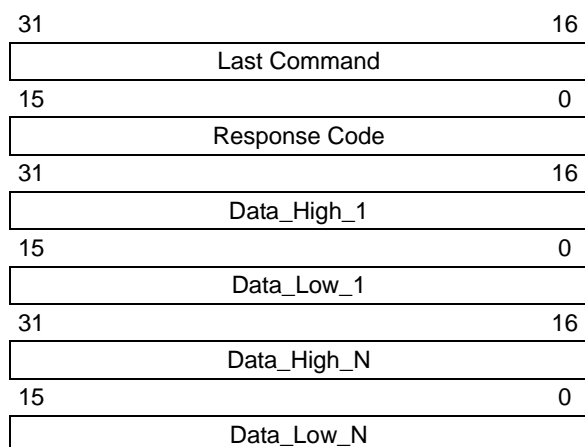 31 16
Last Command
15 0
Response Code
31 16
Data_High_1
15 0
Data_Low_1
31 16
Data_High_N
15 0
Data_Low_N